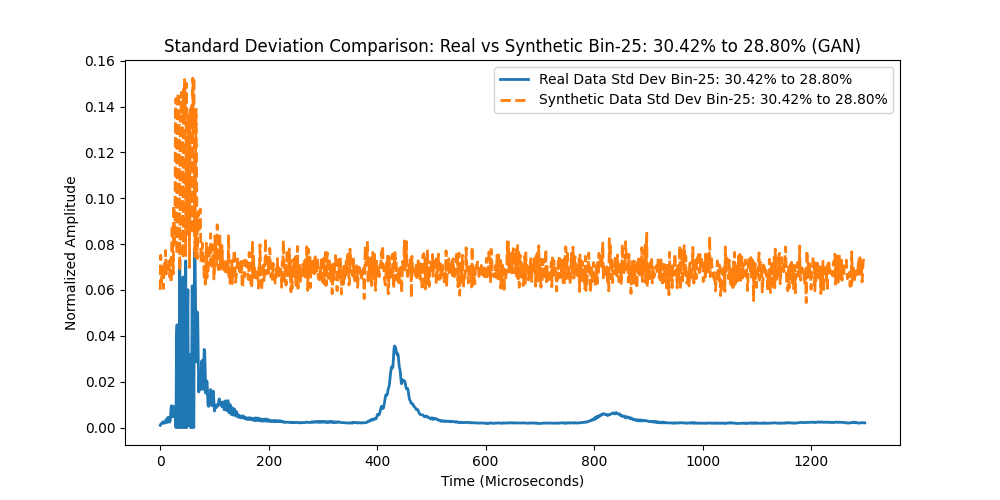 Standard Deviation Comparison: Real vs Synthetic Bin-25: 30.42% to 28.80% (GAN)
Real Data Std Dev Bin-25: 30.42% to 28.80%
Synthetic Data Std Dev Bin-25: 30.42% to 28.80%
Normalized Amplitude
0.16
0.14
0.12
0.10
0.08
0.06
0.04
0.02
0.00
0 200 400 600 800 1000 1200
Time (Microseconds)